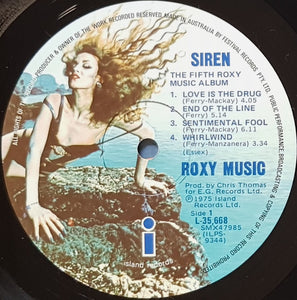 ALL RIGHTS OF
PRODUCER & OWNER OF THE WORK RECORDED RESERVED. MADE IN AUSTRALIA BY FESTIVAL RECORDS PTY. LTD.
PUBLIC PERFORMANCE BROADCASTING & COPYING OF THIS RECORD PROHIBITED
SIREN
THE FIFTH ROXY
MUSIC ALBUM
1. LOVE IS THE DRUG
(Ferry-Mackay) 4.05
2. END OF THE LINE
(Ferry) 5.14
3. SENTIMENTAL FOOL
(Ferry-Mackay) 6.11
4. WHIRLWIND
(Ferry-Manzanera) 3.34
(Essex)
ROXY MUSIC
Prod. by Chris Thomas
for E.G. Records Ltd.
℗1975 Island
Records Ltd.
Side 1
L-35,668
SMX47985
(ILPS-
9344)
i
island records